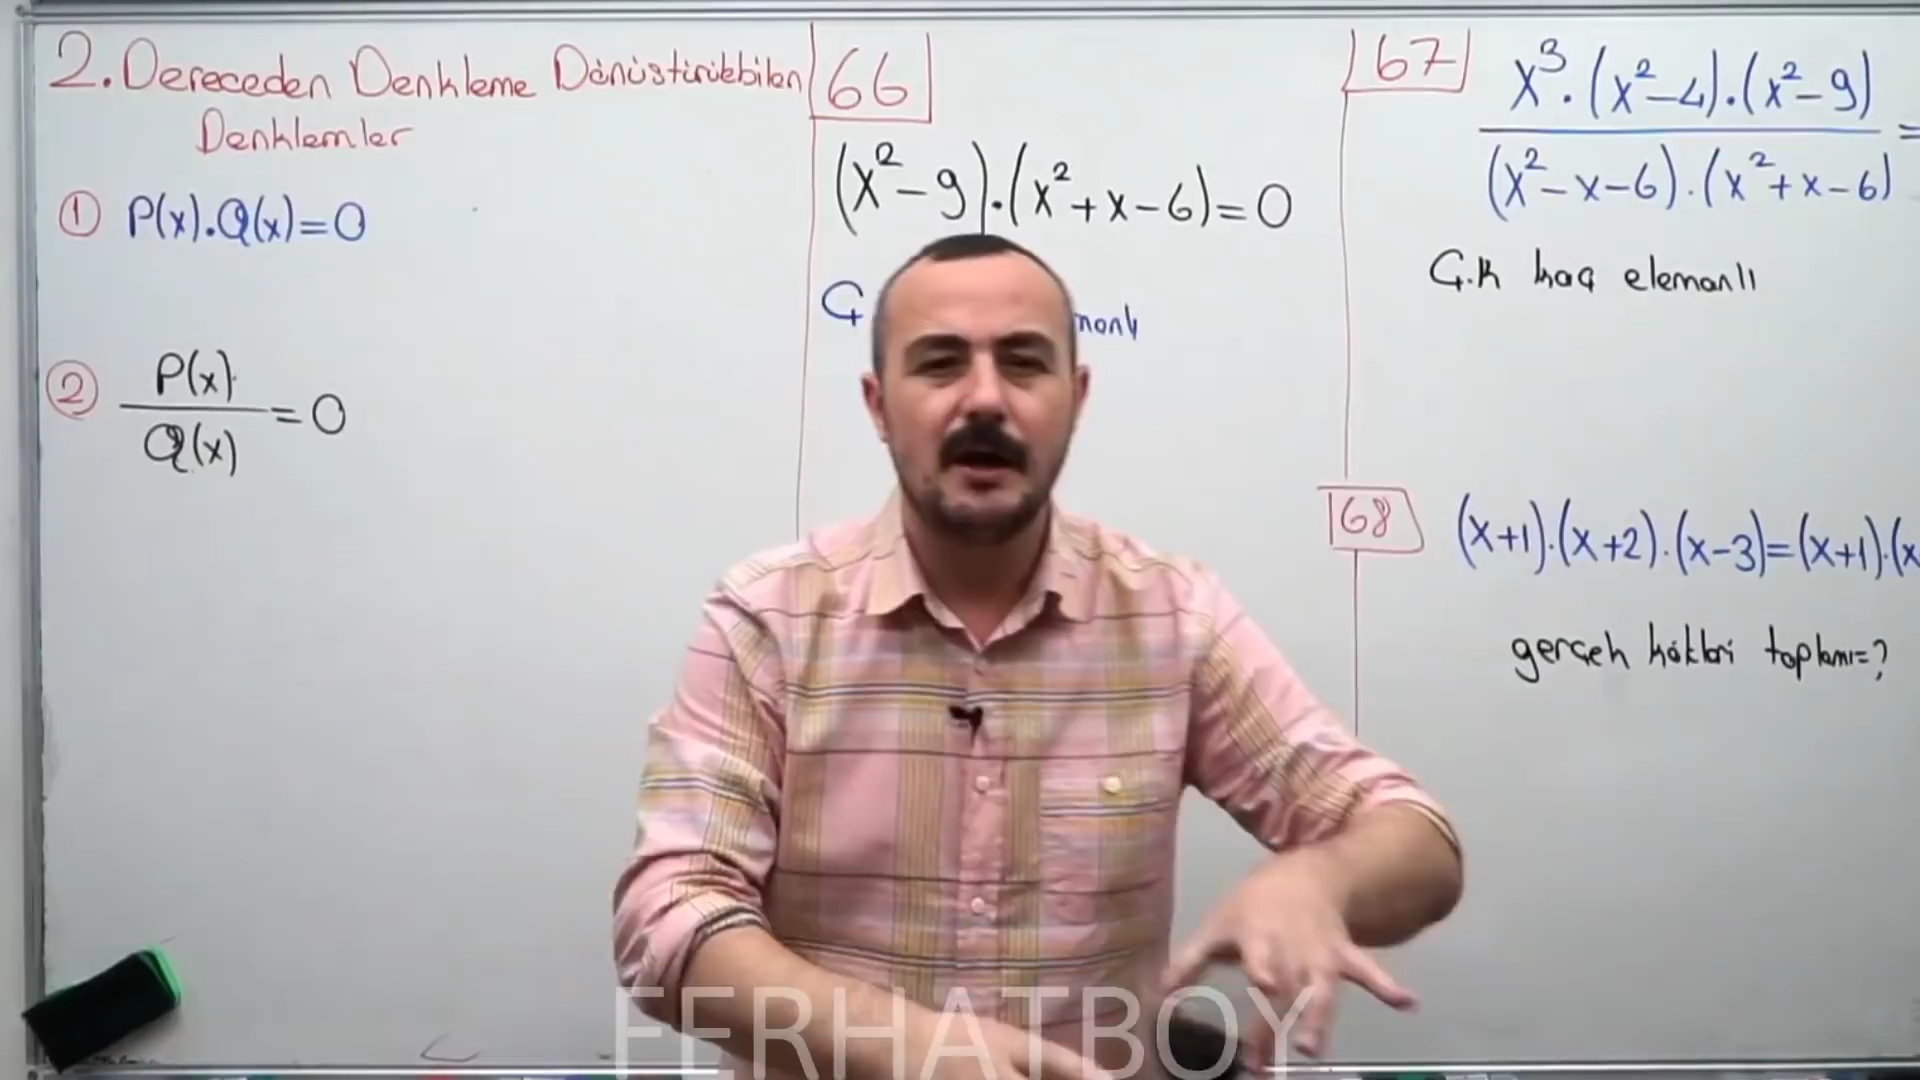 2. Dereceden Denkleme Dönüştürülebilen
Denklemler
① P(x).Q(x)=0
② P(x)
Q(x) = 0
66
(x²-9).(x²+x-6)=0
Ç
67
x³.(x²-4).(x²-9)
(x²-x-6).(x²+x-6) =
Ç.K kaç elemanlı
68
(x+1).(x+2).(x-3)=(x+1).(x
gerçek kökleri toplamı=?
FERHATBOY